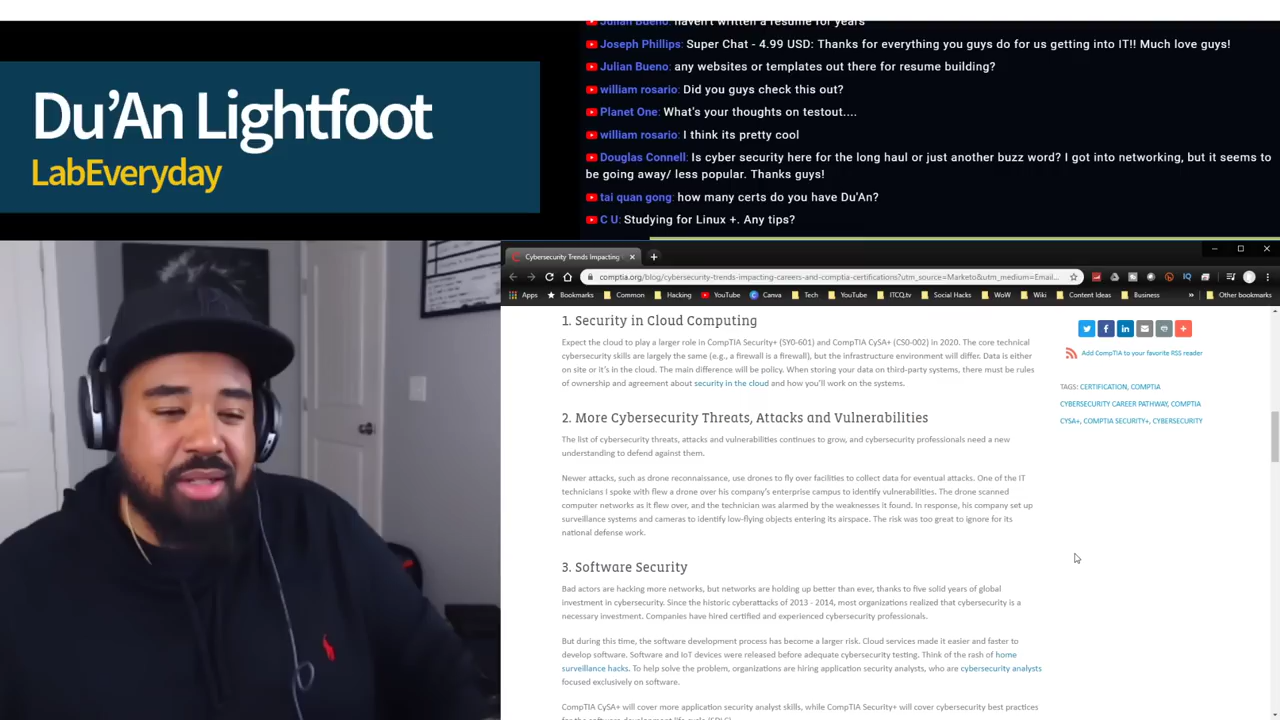 Julian Bueno: haven't written a resume for years
Du'An Lightfoot
LabEveryday
Joseph Phillips: Super Chat - 4.99 USD: Thanks for everything you guys do for us getting into IT!! Much love guys!
Julian Bueno: any websites or templates out there for resume building?
william rosario: Did you guys check this out?
Planet One: What's your thoughts on testout....
william rosario: I think its pretty cool
Douglas Connell: Is cyber security here for the long haul or just another buzz word? I got into networking, but it seems to
be going away/ less popular. Thanks guys!
tai quan gong: how many certs do you have Du'An?
C U: Studying for Linux +. Any tips?
Cybersecurity Trends Impacting
comptia.org/blog/cybersecurity-trends-impacting-careers-and-comptia-certifications?utm_source=Marketo&utm_medium=Email...
Apps Bookmarks Common Hacking YouTube Canva Tech YouTube ITCQ.tv Social Hacks WoW Wiki Content Ideas Business » Other bookmarks
1. Security in Cloud Computing
Expect the cloud to play a larger role in CompTIA Security+ (SY0-601) and CompTIA CySA+ (CS0-002) in 2020. The core technical
cybersecurity skills are largely the same (e.g., a firewall is a firewall), but the infrastructure environment will differ. Data is either
on site or it's in the cloud. The main difference will be policy. When storing your data on third-party systems, there must be rules
of ownership and agreement about security in the cloud and how you'll work on the systems.
2. More Cybersecurity Threats, Attacks and Vulnerabilities
The list of cybersecurity threats, attacks and vulnerabilities continues to grow, and cybersecurity professionals need a new
understanding to defend against them.
Newer attacks, such as drone reconnaissance, use drones to fly over facilities to collect data for eventual attacks. One of the IT
technicians I spoke with flew a drone over his company's enterprise campus to identify vulnerabilities. The drone scanned
computer networks as it flew over, and the technician was alarmed by the weaknesses it found. In response, his company set up
surveillance systems and cameras to identify low-flying objects entering its airspace. The risk was too great to ignore for its
national defense work.
3. Software Security
Bad actors are hacking more networks, but networks are holding up better than ever, thanks to five solid years of global
investment in cybersecurity. Since the historic cyberattacks of 2013 - 2014, most organizations realized that cybersecurity is a
necessary investment. Companies have hired certified and experienced cybersecurity professionals.
But during this time, the software development process has become a larger risk. Cloud services made it easier and faster to
develop software. Software and IoT devices were released before adequate cybersecurity testing. Think of the rash of home
surveillance hacks. To help solve the problem, organizations are hiring application security analysts, who are cybersecurity analysts
focused exclusively on software.
CompTIA CySA+ will cover more application security analyst skills, while CompTIA Security+ will cover cybersecurity best practices
for the software development life cycle (SDLC).
Add CompTIA to your favorite RSS reader
TAGS: CERTIFICATION, COMPTIA
CYBERSECURITY CAREER PATHWAY, COMPTIA
CYSA+, COMPTIA SECURITY+, CYBERSECURITY